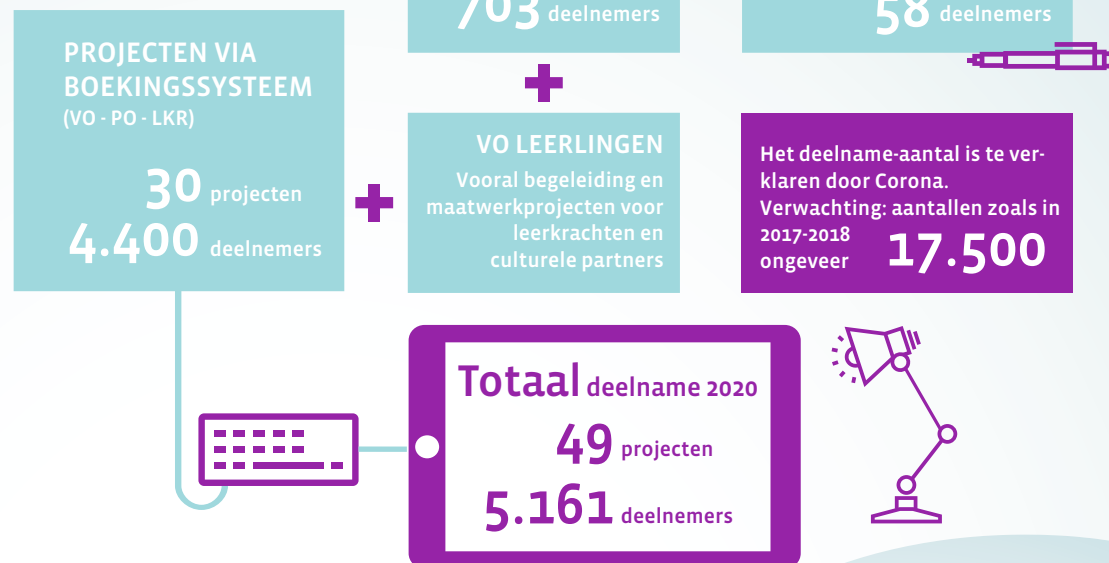 703 deelnemers
58 deelnemers
PROJECTEN VIA
BOEKINGSSYSTEEM
(VO - PO - LKR)
30 projecten
4.400 deelnemers
VO LEERLINGEN
Vooral begeleiding en
maatwerkprojecten voor
leerkrachten en
culturele partners
Het deelname-aantal is te ver-
klaren door Corona.
Verwachting: aantallen zoals in
2017-2018
ongeveer 17.500
Totaal deelname 2020
49 projecten
5.161 deelnemers